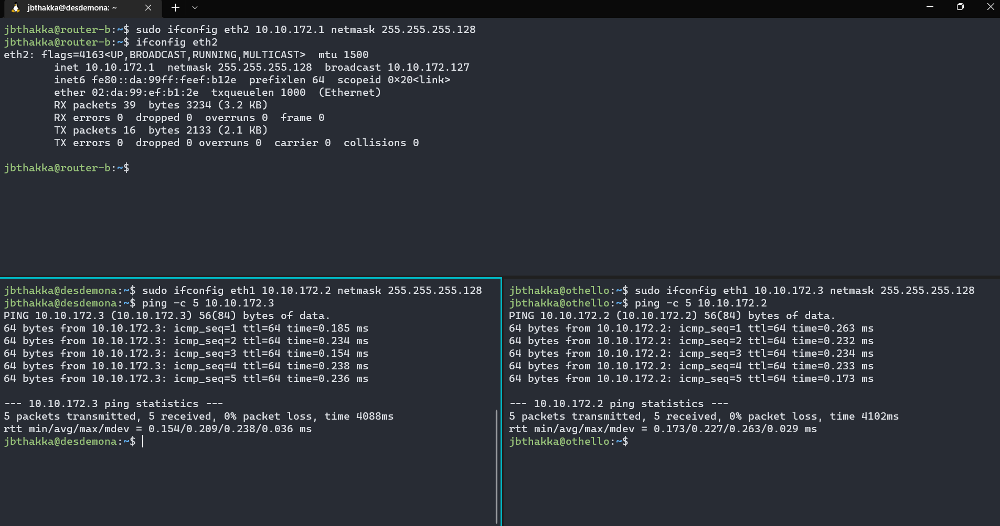 jbthakka@desdemona: ~
jbthakka@router-b:~$ sudo ifconfig eth2 10.10.172.1 netmask 255.255.255.128
jbthakka@router-b:~$ ifconfig eth2
eth2: flags=4163<UP,BROADCAST,RUNNING,MULTICAST>  mtu 1500
        inet 10.10.172.1  netmask 255.255.255.128  broadcast 10.10.172.127
        inet6 fe80::da:99ff:feef:b12e  prefixlen 64  scopeid 0x20<link>
        ether 02:da:99:ef:b1:2e  txqueuelen 1000  (Ethernet)
        RX packets 39  bytes 3234 (3.2 KB)
        RX errors 0  dropped 0  overruns 0  frame 0
        TX packets 16  bytes 2133 (2.1 KB)
        TX errors 0  dropped 0 overruns 0  carrier 0  collisions 0
jbthakka@router-b:~$
jbthakka@desdemona:~$ sudo ifconfig eth1 10.10.172.2 netmask 255.255.255.128
jbthakka@desdemona:~$ ping -c 5 10.10.172.3
PING 10.10.172.3 (10.10.172.3) 56(84) bytes of data.
64 bytes from 10.10.172.3: icmp_seq=1 ttl=64 time=0.185 ms
64 bytes from 10.10.172.3: icmp_seq=2 ttl=64 time=0.234 ms
64 bytes from 10.10.172.3: icmp_seq=3 ttl=64 time=0.154 ms
64 bytes from 10.10.172.3: icmp_seq=4 ttl=64 time=0.238 ms
64 bytes from 10.10.172.3: icmp_seq=5 ttl=64 time=0.236 ms
--- 10.10.172.3 ping statistics ---
5 packets transmitted, 5 received, 0% packet loss, time 4088ms
rtt min/avg/max/mdev = 0.154/0.209/0.238/0.036 ms
jbthakka@desdemona:~$
jbthakka@othello:~$ sudo ifconfig eth1 10.10.172.3 netmask 255.255.255.128
jbthakka@othello:~$ ping -c 5 10.10.172.2
PING 10.10.172.2 (10.10.172.2) 56(84) bytes of data.
64 bytes from 10.10.172.2: icmp_seq=1 ttl=64 time=0.263 ms
64 bytes from 10.10.172.2: icmp_seq=2 ttl=64 time=0.232 ms
64 bytes from 10.10.172.2: icmp_seq=3 ttl=64 time=0.234 ms
64 bytes from 10.10.172.2: icmp_seq=4 ttl=64 time=0.233 ms
64 bytes from 10.10.172.2: icmp_seq=5 ttl=64 time=0.173 ms
--- 10.10.172.2 ping statistics ---
5 packets transmitted, 5 received, 0% packet loss, time 4102ms
rtt min/avg/max/mdev = 0.173/0.227/0.263/0.029 ms
jbthakka@othello:~$